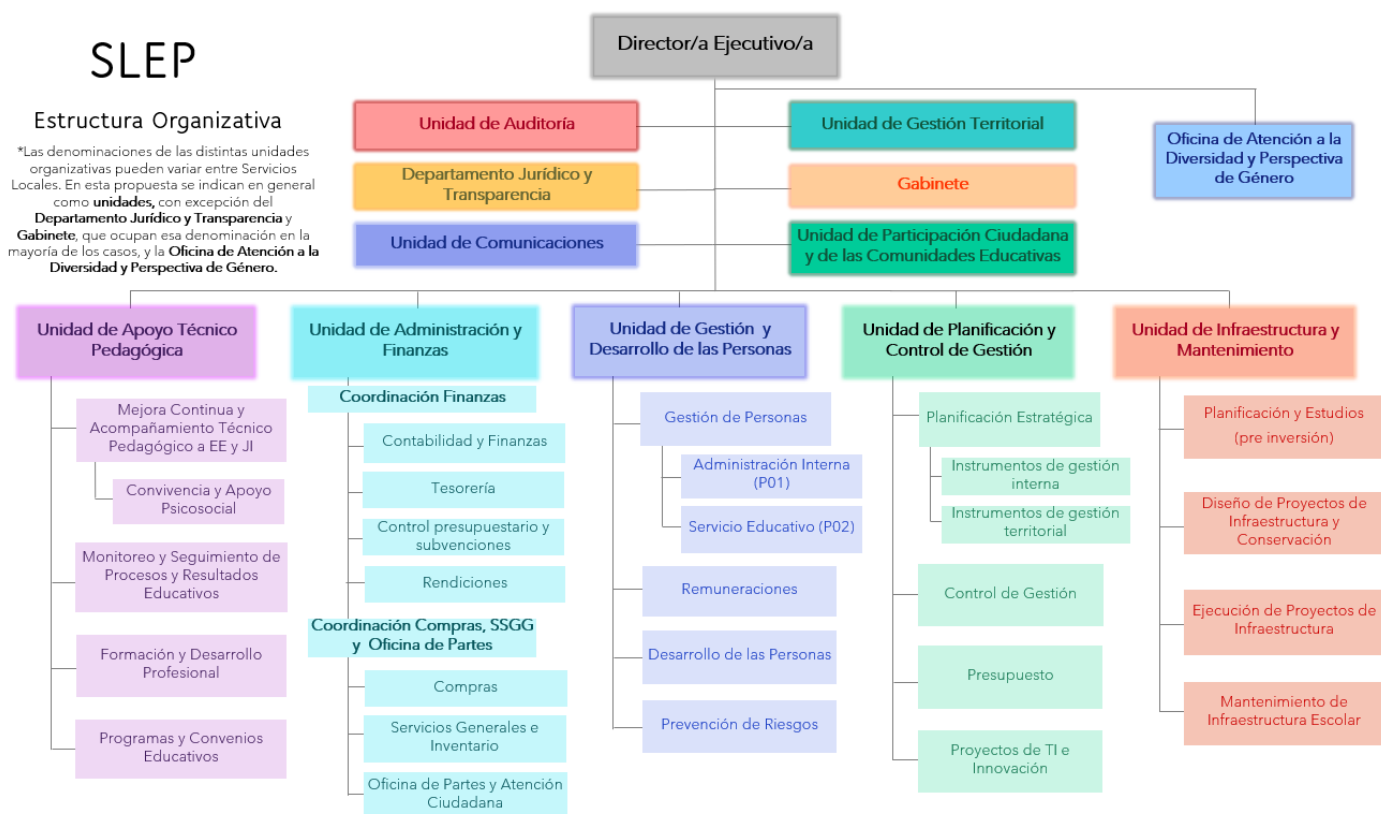 SLEP
Estructura Organizativa
*Las denominaciones de las distintas unidades
organizativas pueden variar entre Servicios
Locales. En esta propuesta se indican en general
como unidades, con excepción del
Departamento Jurídico y Transparencia y
Gabinete, que ocupan esa denominación en la
mayoría de los casos, y la Oficina de Atención a la
Diversidad y Perspectiva de Género.
Director/a Ejecutivo/a
Unidad de Auditoría
Unidad de Gestión Territorial
Oficina de Atención a la
Diversidad y Perspectiva
de Género
Departamento Jurídico y
Transparencia
Gabinete
Unidad de Comunicaciones
Unidad de Participación Ciudadana
y de las Comunidades Educativas
Unidad de Apoyo Técnico
Pedagógica
Mejora Continua y
Acompañamiento Técnico
Pedagógico a EE y JI
Convivencia y Apoyo
Psicosocial
Monitoreo y Seguimiento de
Procesos y Resultados
Educativos
Formación y Desarrollo
Profesional
Programas y Convenios
Educativos
Unidad de Administración y
Finanzas
Coordinación Finanzas
Contabilidad y Finanzas
Tesorería
Control presupuestario y
subvenciones
Rendiciones
Coordinación Compras, SSGG
y Oficina de Partes
Compras
Servicios Generales e
Inventario
Oficina de Partes y Atención
Ciudadana
Unidad de Gestión y
Desarrollo de las Personas
Gestión de Personas
Administración Interna
(P01)
Servicio Educativo (P02)
Remuneraciones
Desarrollo de las Personas
Prevención de Riesgos
Unidad de Planificación y
Control de Gestión
Planificación Estratégica
Instrumentos de gestión
interna
Instrumentos de gestión
territorial
Control de Gestión
Presupuesto
Proyectos de TI e
Innovación
Unidad de Infraestructura y
Mantenimiento
Planificación y Estudios
(pre inversión)
Diseño de Proyectos de
Infraestructura y
Conservación
Ejecución de Proyectos de
Infraestructura
Mantenimiento de
Infraestructura Escolar